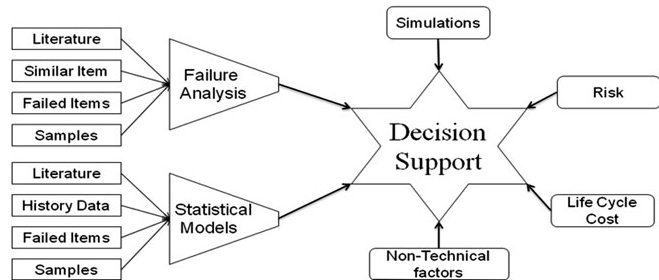 Literature
Similar Item
Failed Items
Samples
Failure
Analysis
Literature
History Data
Failed Items
Samples
Statistical
Models
Simulations
Decision
Support
Risk
Life Cycle
Cost
Non-Technical
factors